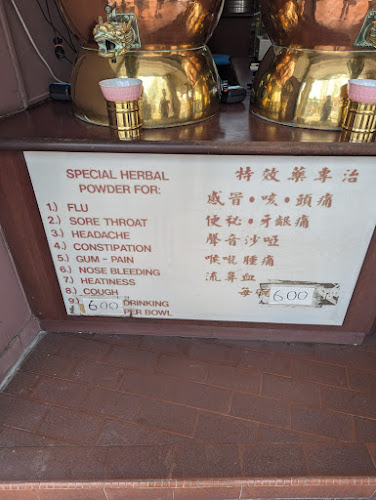 SPECIAL HERBAL
POWDER FOR:
1.) FLU
2.) SORE THROAT
3.) HEADACHE
4.) CONSTIPATION
5.) GUM - PAIN
6.) NOSE BLEEDING
7.) HEATINESS
8.) COUGH
9.) 6.00 DRINKING
PER BOWL
特效藥專治
感冒•咳•頭痛
便秘•牙齦痛
聲音沙啞
喉嚨腫痛
流鼻血
每 6.00